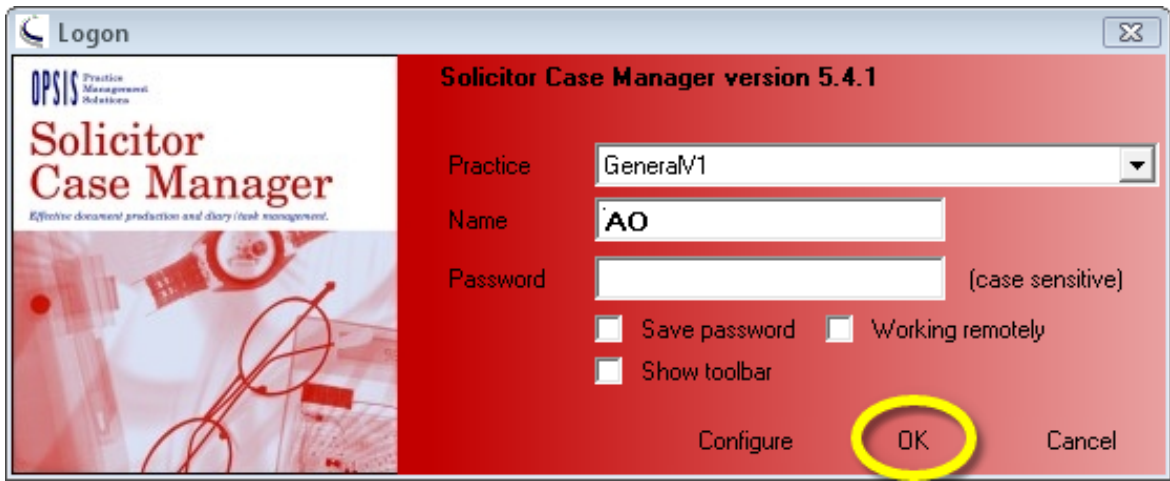 Logon
OPSIS Practice Management Solutions
Solicitor Case Manager
Effective document production and diary/task management.
Solicitor Case Manager version 5.4.1
Practice GeneralV1
Name AO
Password (case sensitive)
Save password Working remotely
Show toolbar
Configure OK Cancel